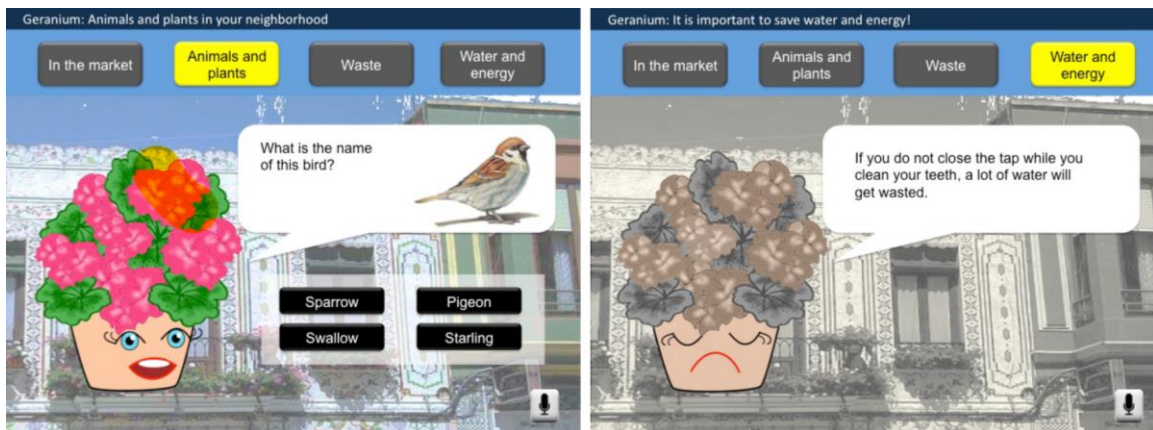 Geranium: Animals and plants in your neighborhood
In the market
Animals and
plants
Waste
Water and
energy
What is the name
of this bird?
Sparrow
Pigeon
Swallow
Starling
Geranium: It is important to save water and energy!
In the market
Animals and
plants
Waste
Water and
energy
If you do not close the tap while you
clean your teeth, a lot of water will
get wasted.